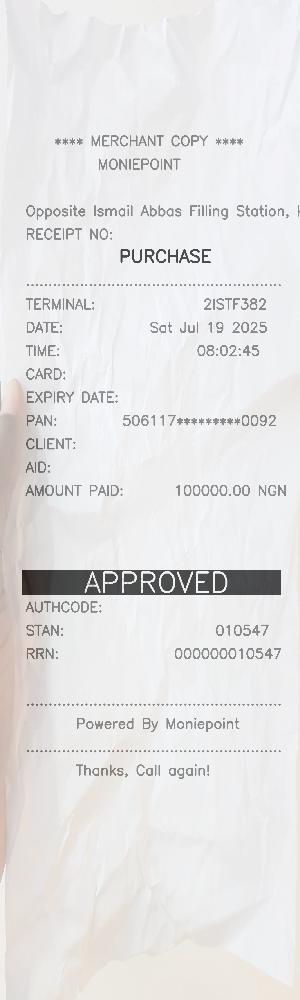 **** MERCHANT COPY ****
MONIEPOINT
Opposite Ismail Abbas Filling Station,
RECEIPT NO:
PURCHASE
TERMINAL: 2ISTF382
DATE: Sat Jul 19 2025
TIME: 08:02:45
CARD:
EXPIRY DATE:
PAN: 506117*********0092
CLIENT:
AID:
AMOUNT PAID: 100000.00 NGN
APPROVED
AUTHCODE:
STAN: 010547
RRN: 000000010547
Powered By Moniepoint
Thanks, Call again!